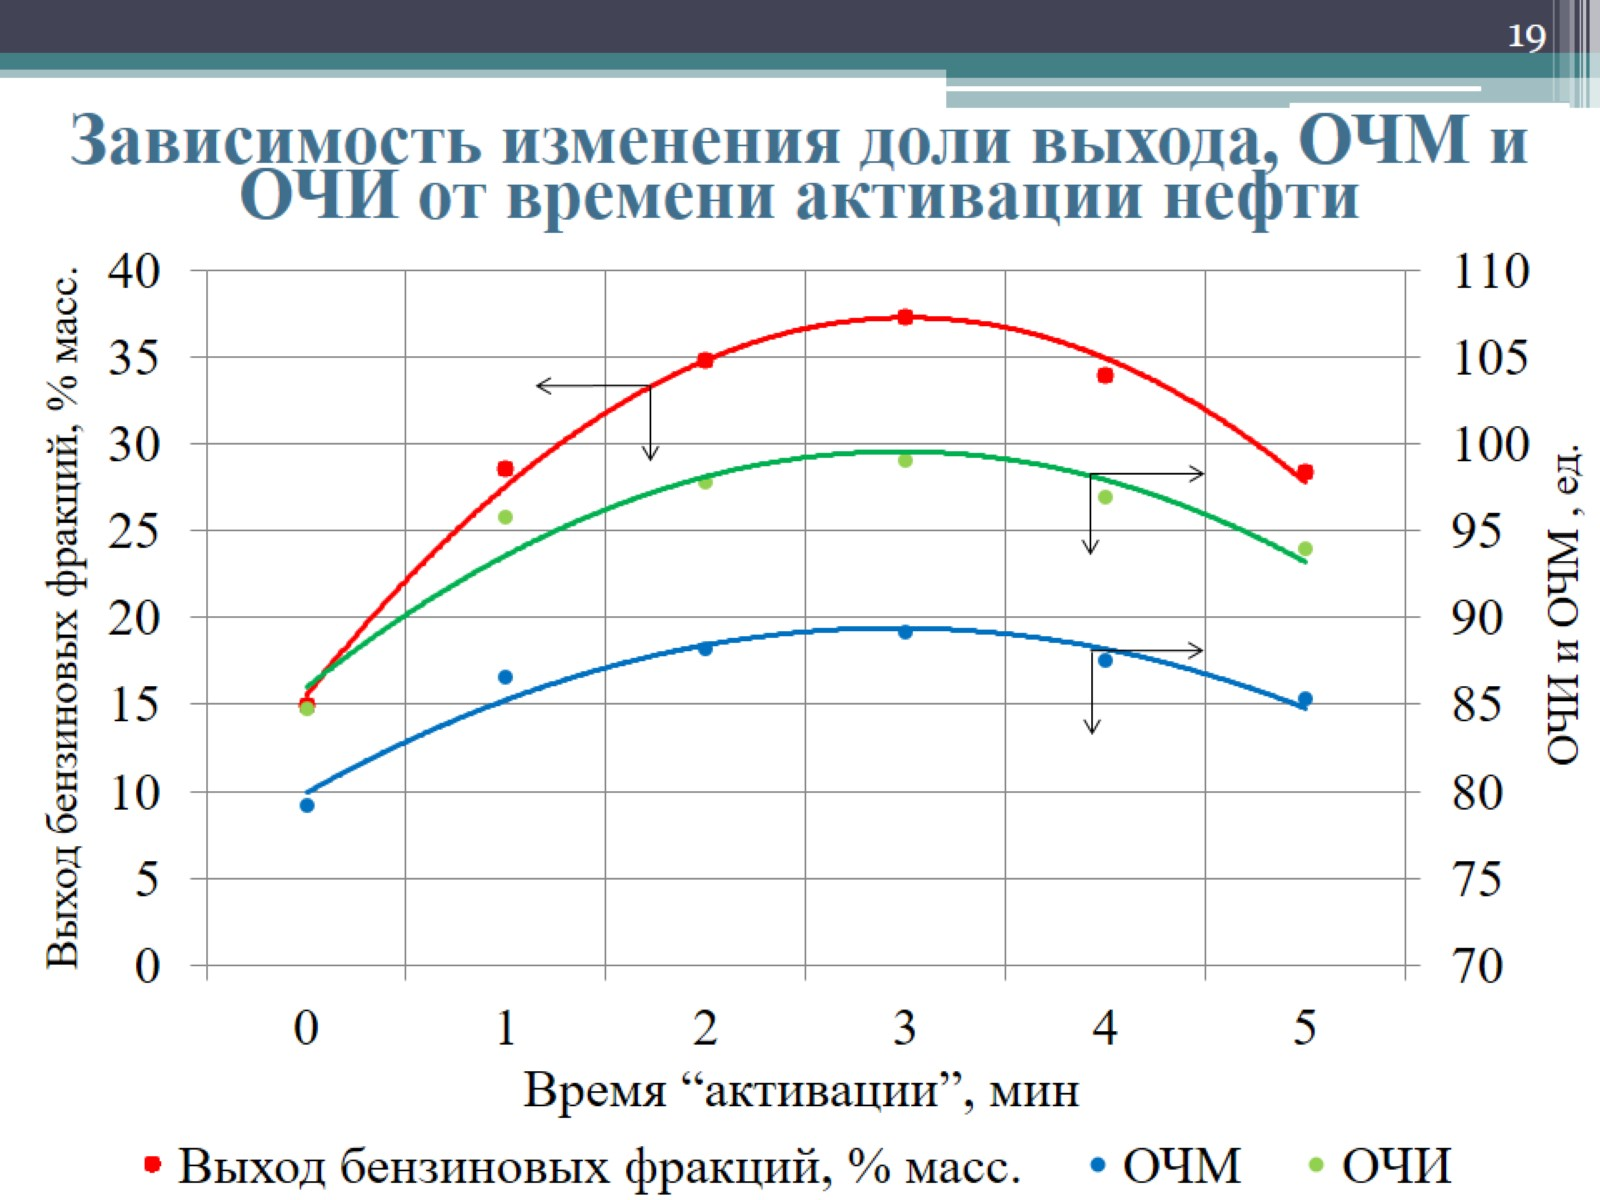 19
Зависимость изменения доли выхода, ОЧМ и
ОЧИ от времени активации нефти
Выход бензиновых фракций, % масс.
40
35
30
25
20
15
10
5
0
110
105
100
95
90
85
80
75
70
ОЧИ и ОЧМ , ед.
0 1 2 3 4 5
Время “активации”, мин
Выход бензиновых фракций, % масс. ОЧМ ОЧИ